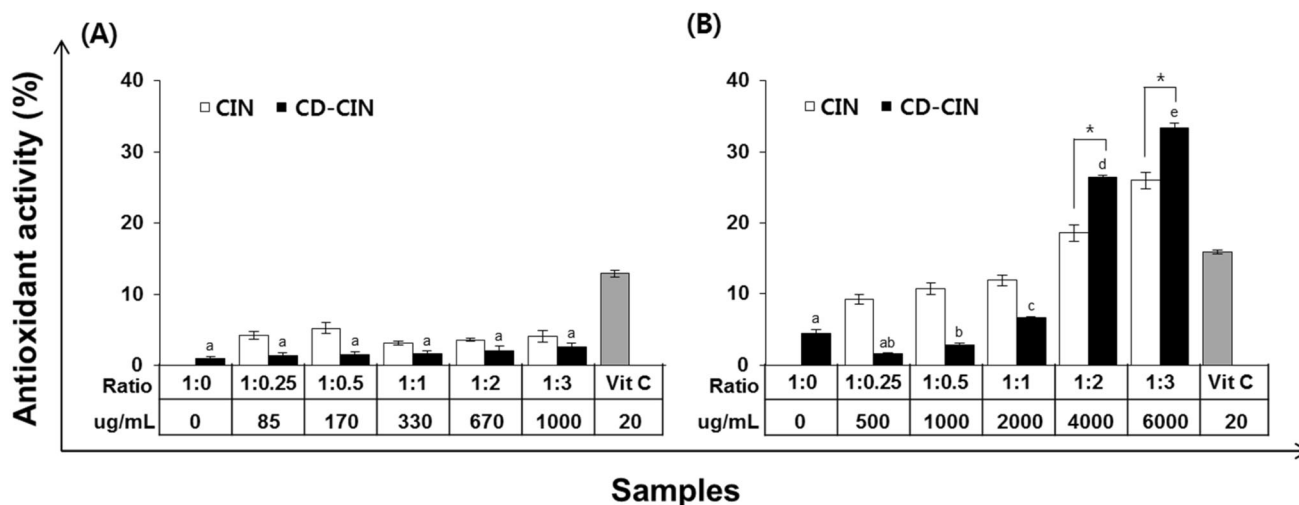 (A)
(B)
Antioxidant activity (%)
40
30
20
10
0
CIN
CD-CIN
a
a
a
a
a
a
Ratio
1:0
1:0.25
1:0.5
1:1
1:2
1:3
Vit C
ug/mL
0
85
170
330
670
1000
20
40
30
20
10
0
CIN
CD-CIN
a
ab
b
c
*
d
*
e
Ratio
1:0
1:0.25
1:0.5
1:1
1:2
1:3
Vit C
ug/mL
0
500
1000
2000
4000
6000
20
Samples